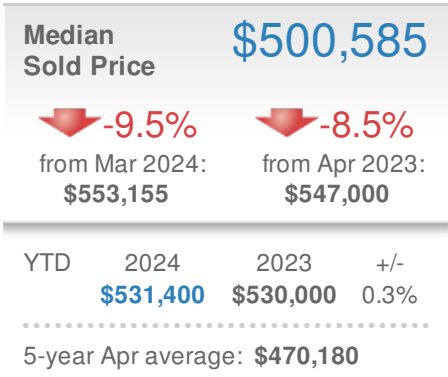 Median $500,585
Sold Price
-9.5% -8.5%
from Mar 2024: from Apr 2023:
$553,155 $547,000
YTD 2024 2023 +/-
$531,400 $530,000 0.3%
5-year Apr average: $470,180